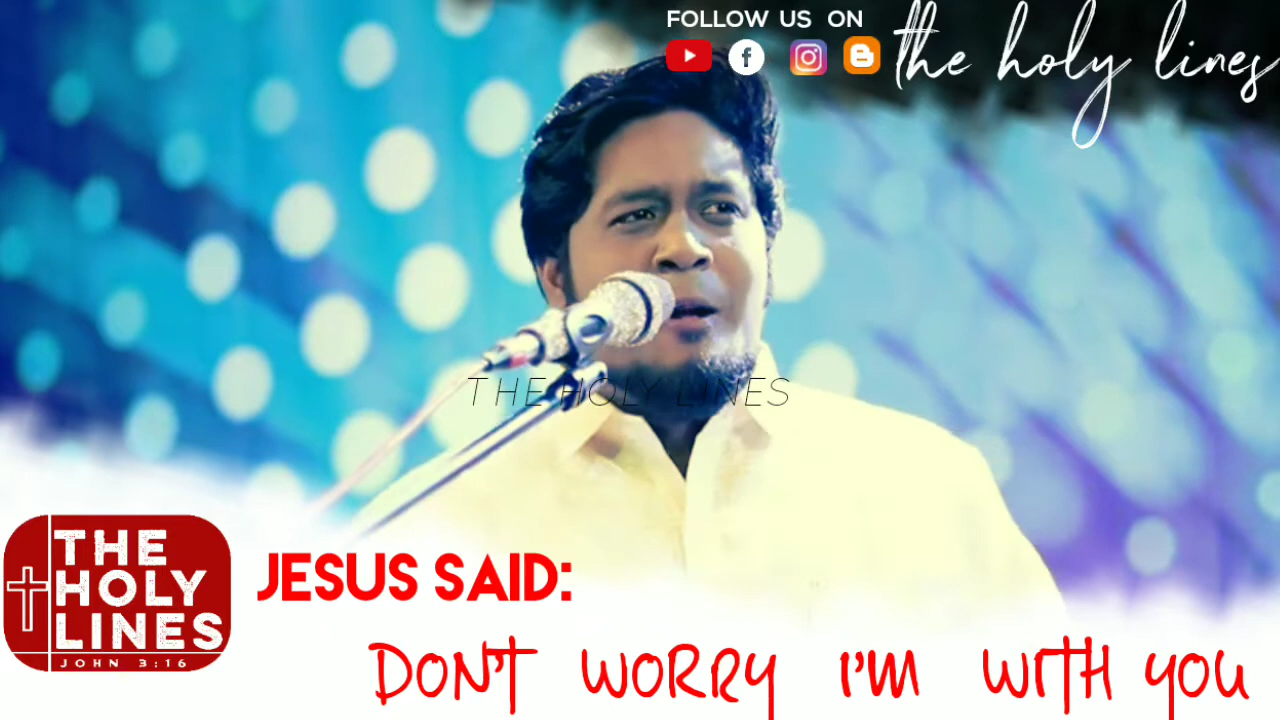 FOLLOW US ON
the holy lines
THE HOLY LINES
THE
HOLY
LINES
JOHN 3:16
JESUS SAID:
DON'T WORRY I'M WITH YOU